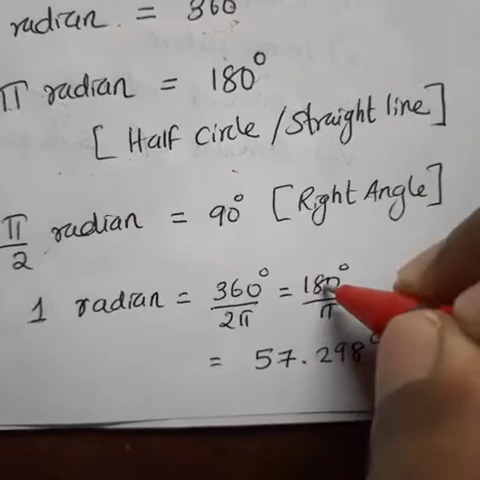 radian = 360
π radian = 180°
[Half circle / Straight line]
π/2 radian = 90° [Right Angle]
1 radian = 360°/2π = 180°/π
= 57.298°